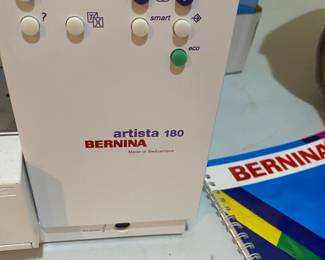 ? smart
eco
artista 180
BERNINA
Made in Switzerland
BERNINA